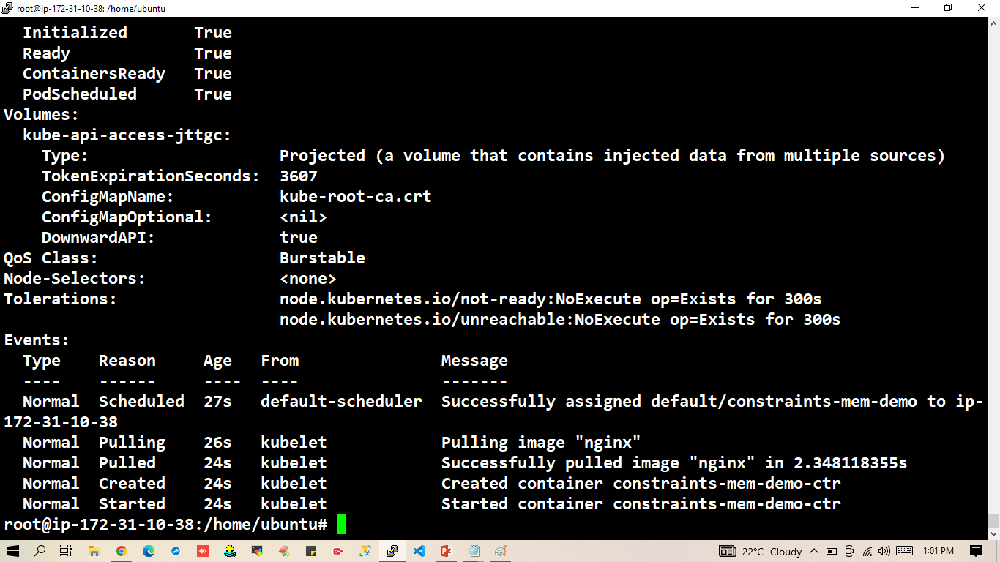 root@ip-172-31-10-38: /home/ubuntu
Initialized True
Ready True
ContainersReady True
PodScheduled True
Volumes:
kube-api-access-jttgc:
Type: Projected (a volume that contains injected data from multiple sources)
TokenExpirationSeconds: 3607
ConfigMapName: kube-root-ca.crt
ConfigMapOptional: <nil>
DownwardAPI: true
QoS Class: Burstable
Node-Selectors: <none>
Tolerations: node.kubernetes.io/not-ready:NoExecute op=Exists for 300s
node.kubernetes.io/unreachable:NoExecute op=Exists for 300s
Events:
Type Reason Age From Message
---- ------ ---- ---- -------
Normal Scheduled 27s default-scheduler Successfully assigned default/constraints-mem-demo to ip-
172-31-10-38
Normal Pulling 26s kubelet Pulling image "nginx"
Normal Pulled 24s kubelet Successfully pulled image "nginx" in 2.348118355s
Normal Created 24s kubelet Created container constraints-mem-demo-ctr
Normal Started 24s kubelet Started container constraints-mem-demo-ctr
root@ip-172-31-10-38:/home/ubuntu#
22°C Cloudy 1:01 PM